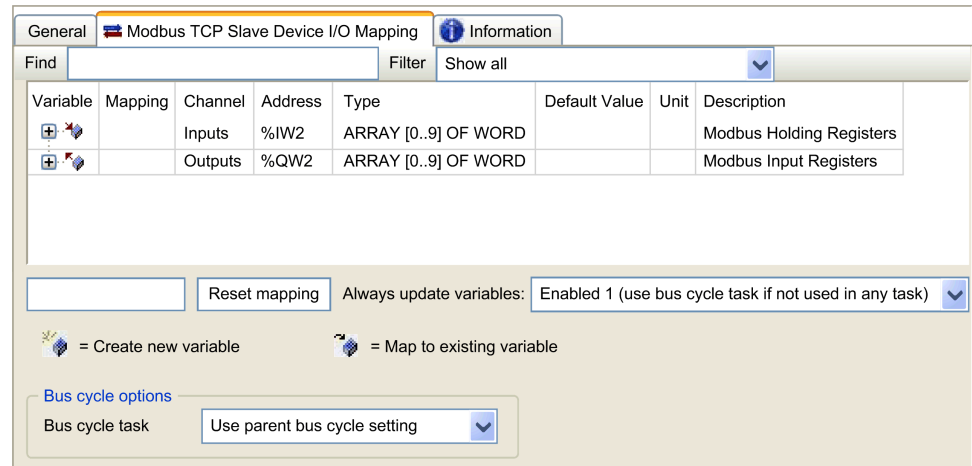 General Modbus TCP Slave Device I/O Mapping Information
Find Filter Show all
Variable Mapping Channel Address Type Default Value Unit Description
Inputs %IW2 ARRAY [0..9] OF WORD Modbus Holding Registers
Outputs %QW2 ARRAY [0..9] OF WORD Modbus Input Registers
Reset mapping Always update variables: Enabled 1 (use bus cycle task if not used in any task)
= Create new variable = Map to existing variable
Bus cycle options
Bus cycle task Use parent bus cycle setting